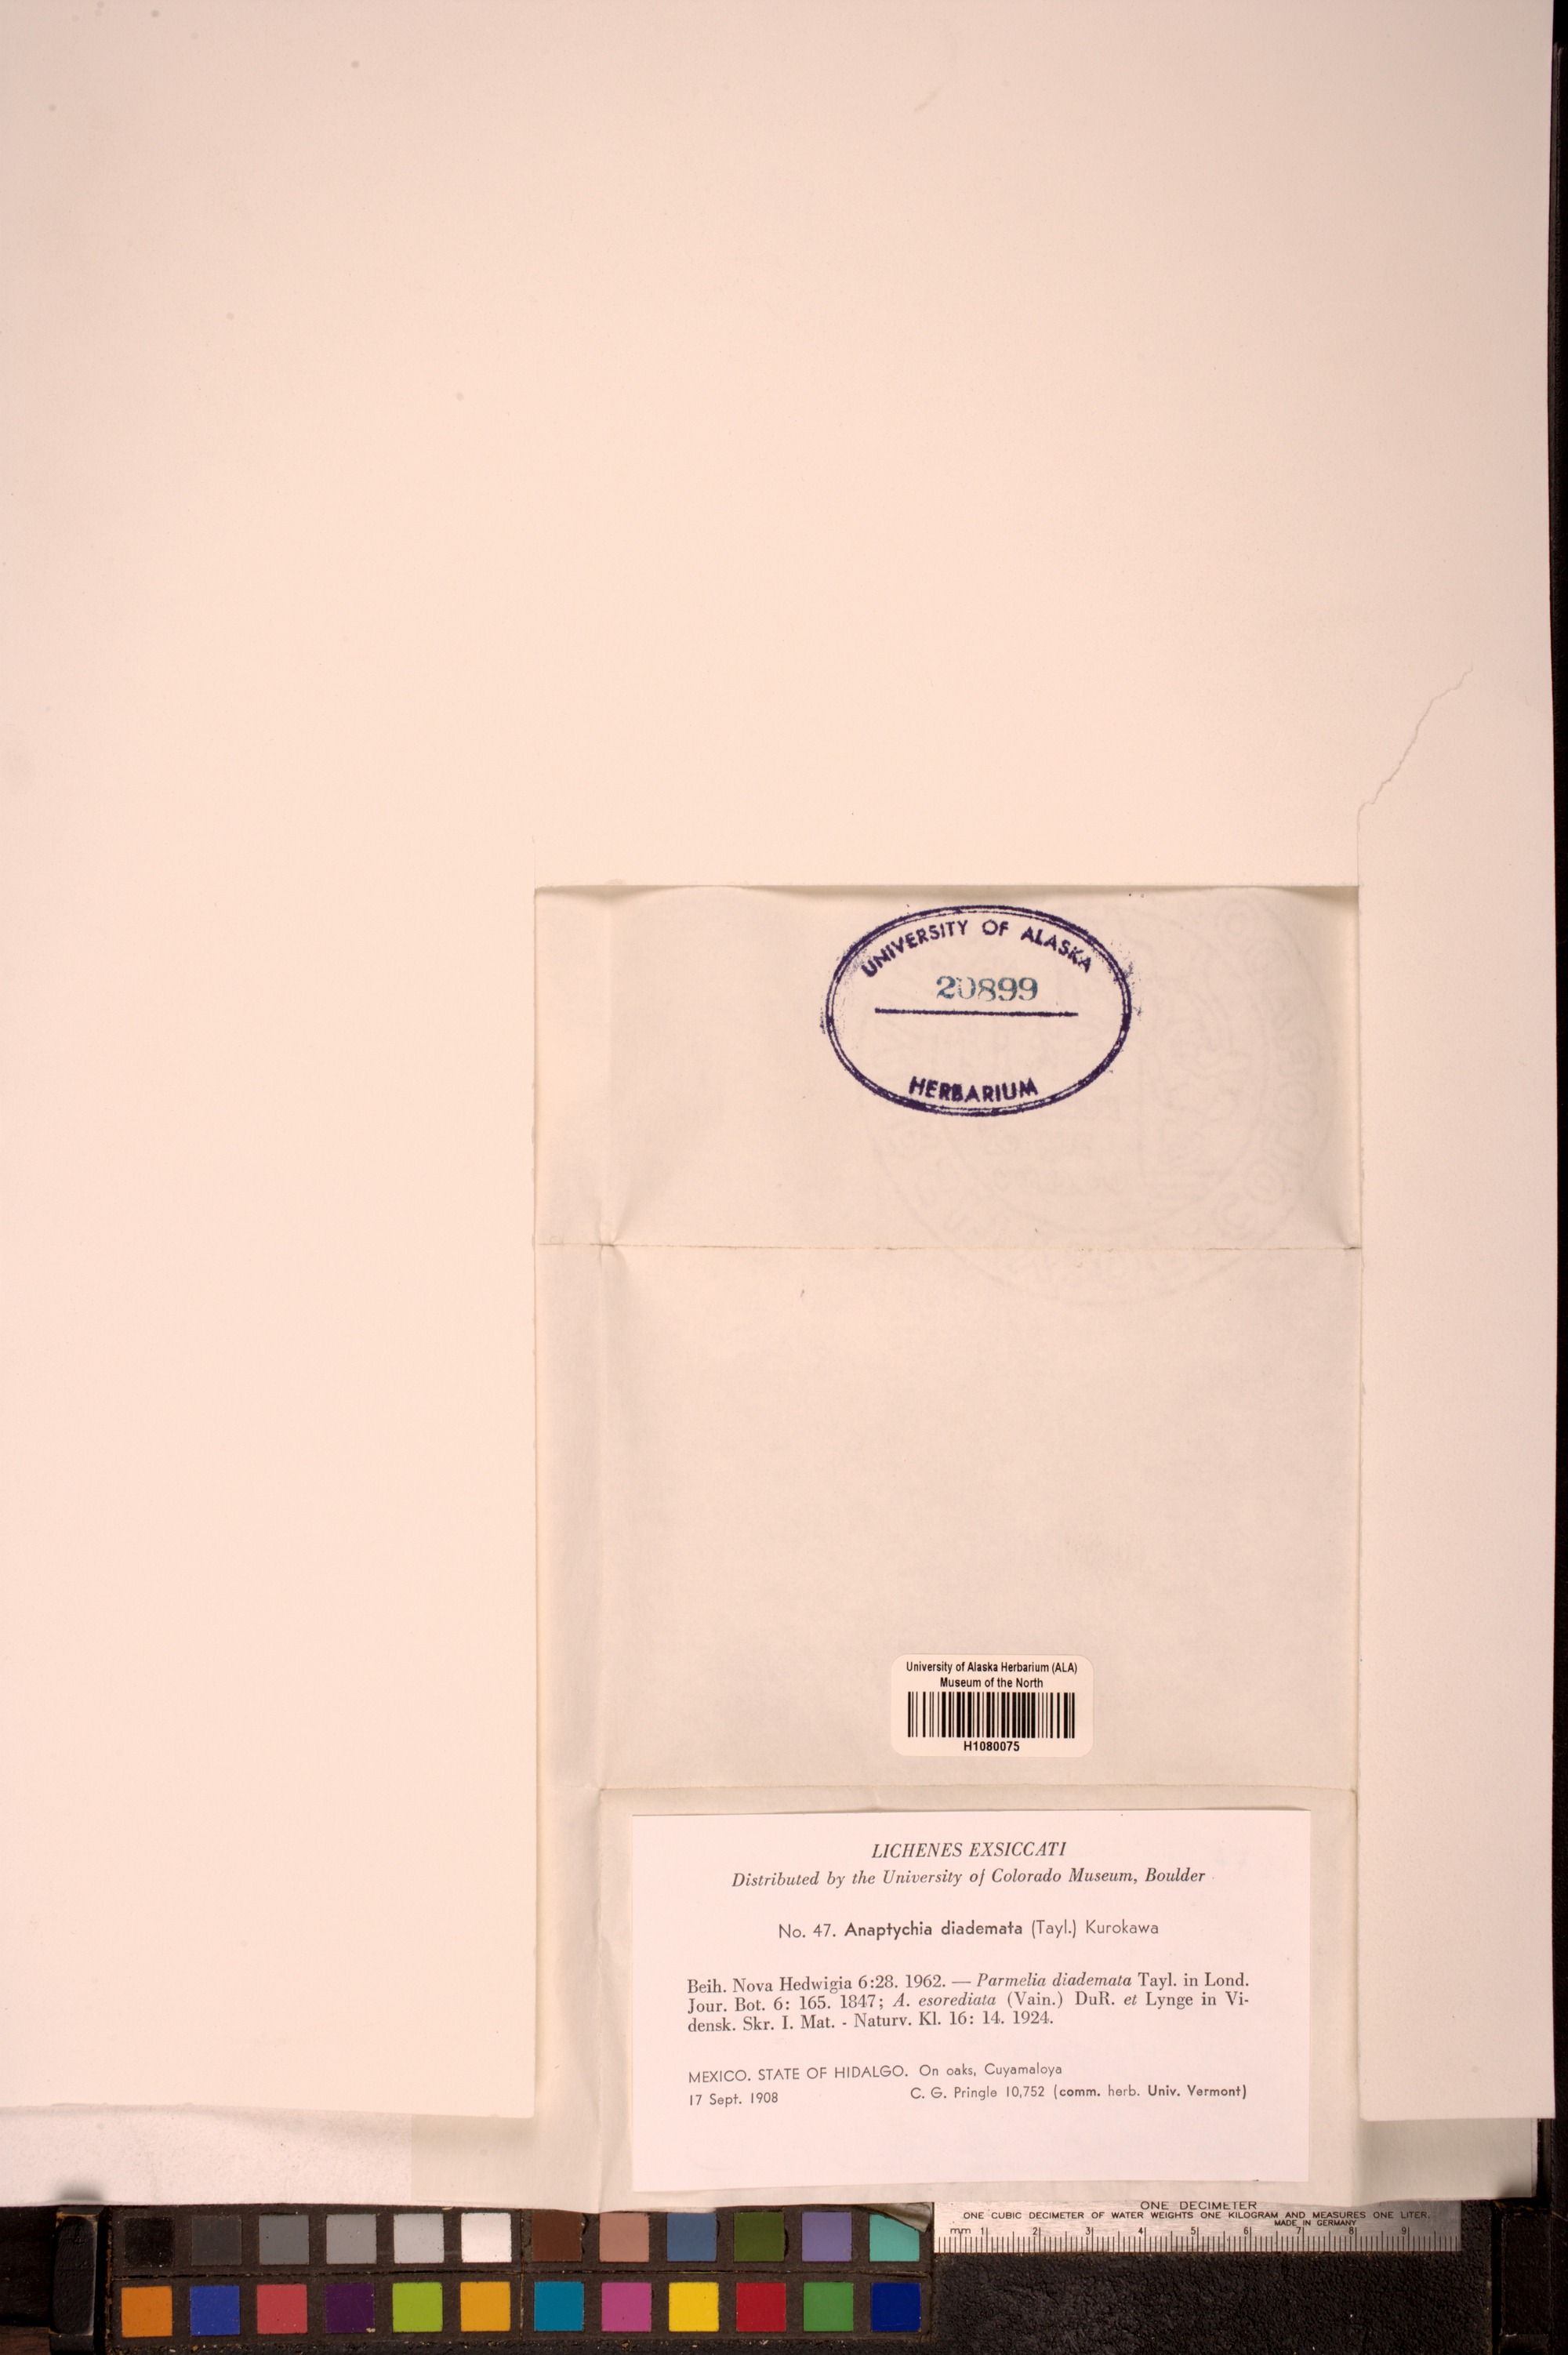 UNIVERSITY OF ALASKA
20899
HERBARIUM
University of Alaska Herbarium (ALA)
Museum of the North
H1080075
LICHENES EXSICCATI
Distributed by the University of Colorado Museum, Boulder
No. 47. Anaptychia diademata (Tayl.) Kurokawa
Beih. Nova Hedwigia 6:28. 1962. — Parmelia diademata Tayl. in Lond.
Jour. Bot. 6: 165. 1847; A. esorediata (Vain.) DuR. et Lynge in Vi-
densk. Skr. I. Mat. - Naturv. Kl. 16: 14. 1924.
MEXICO. STATE OF HIDALGO. On oaks, Cuyamaloya
17 Sept. 1908 C. G. Pringle 10,752 (comm. herb. Univ. Vermont)
ONE DECIMETER
ONE CUBIC DECIMETER OF WATER WEIGHTS ONE KILOGRAM AND MEASURES ONE LITER.
MADE IN GERMANY
mm 1 2 3 4 5 6 7 8 9